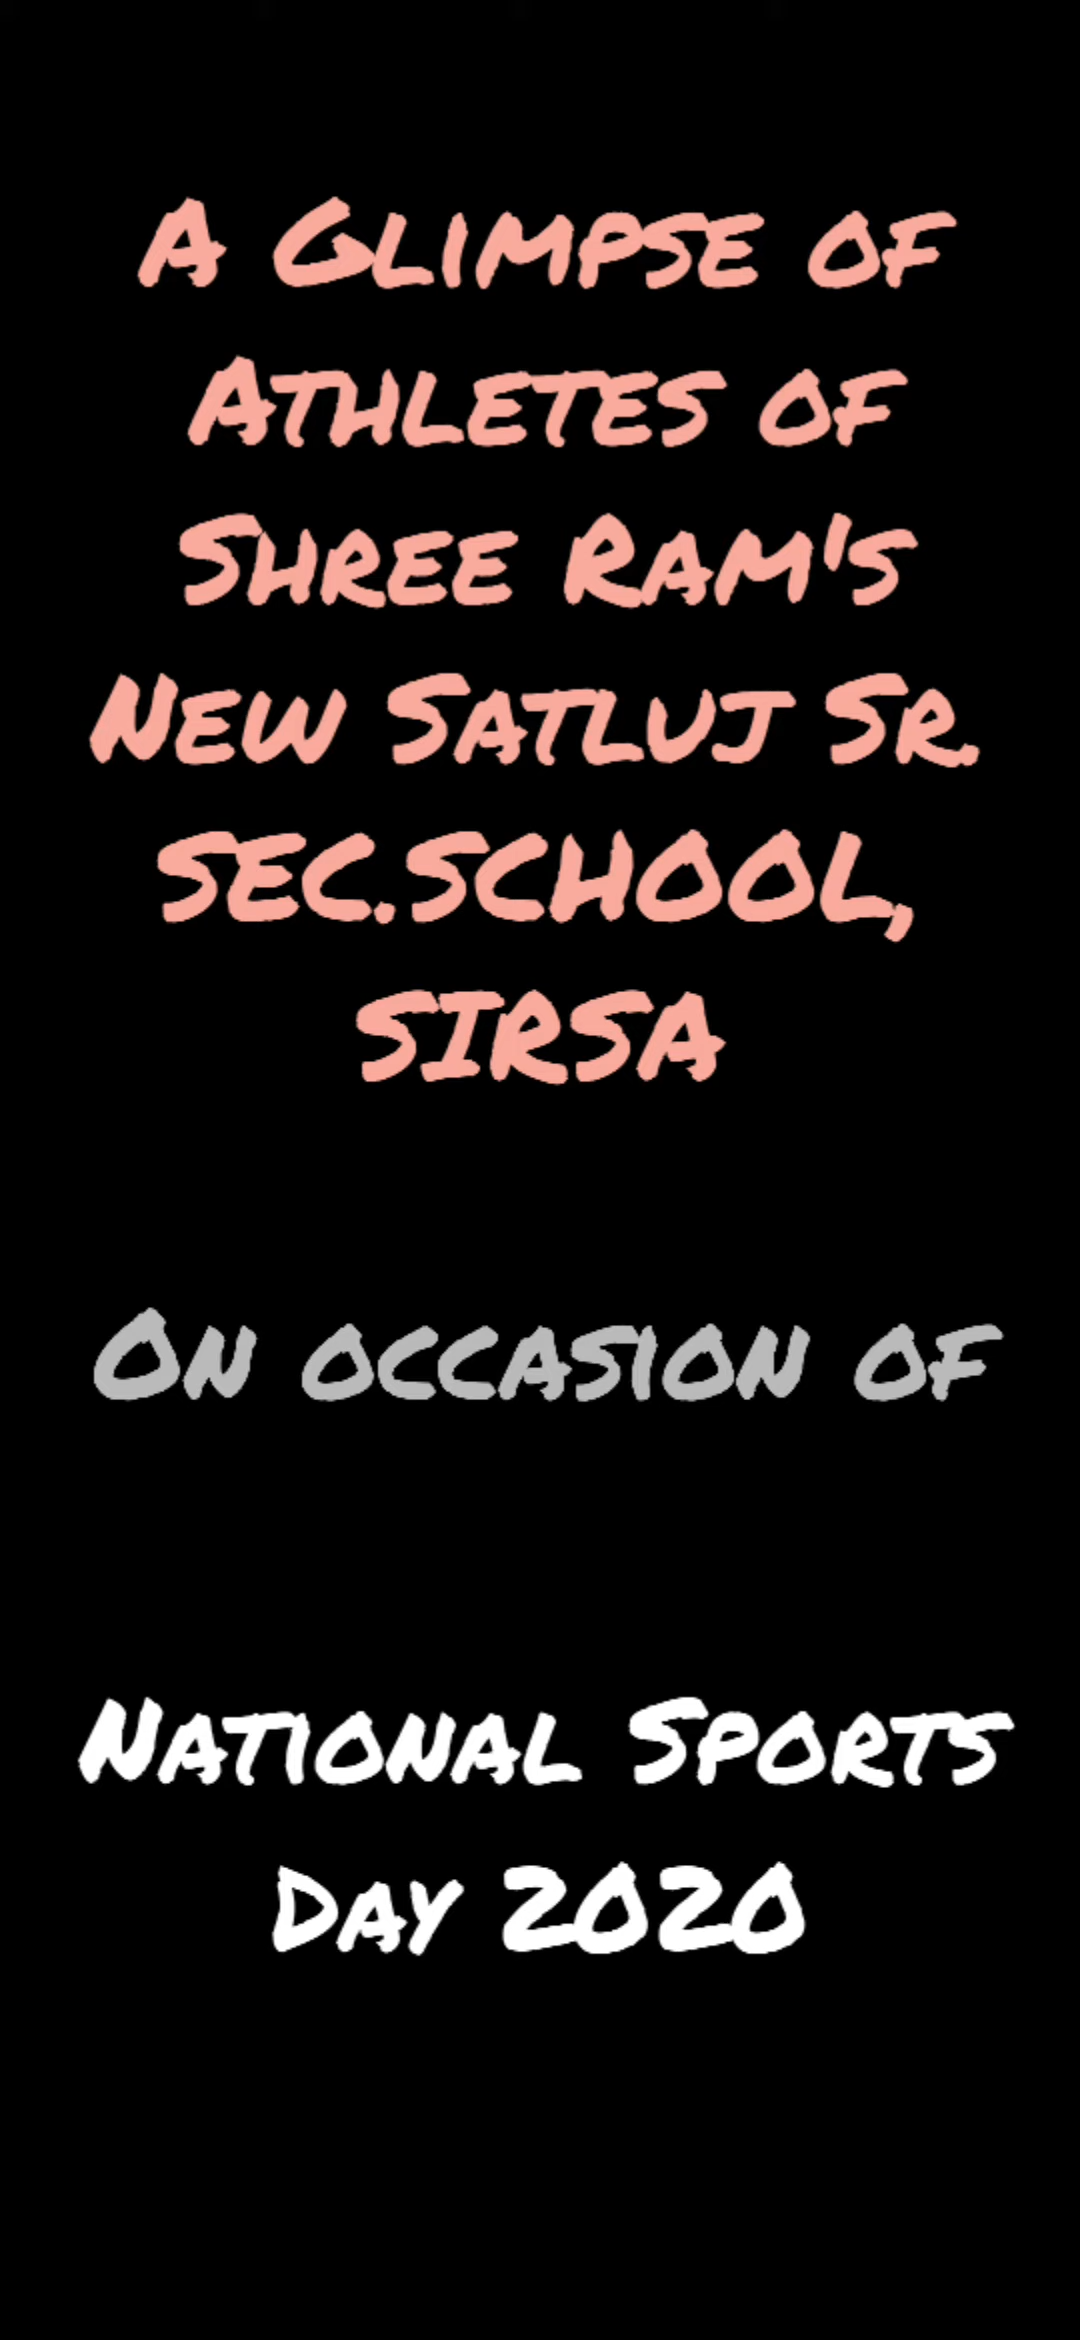 A Glimpse of
Athletes of
Shree Ram's
New Satluj Sr.
SEC.SCHOOL,
SIRSA
On occasion of
National Sports
Day 2020